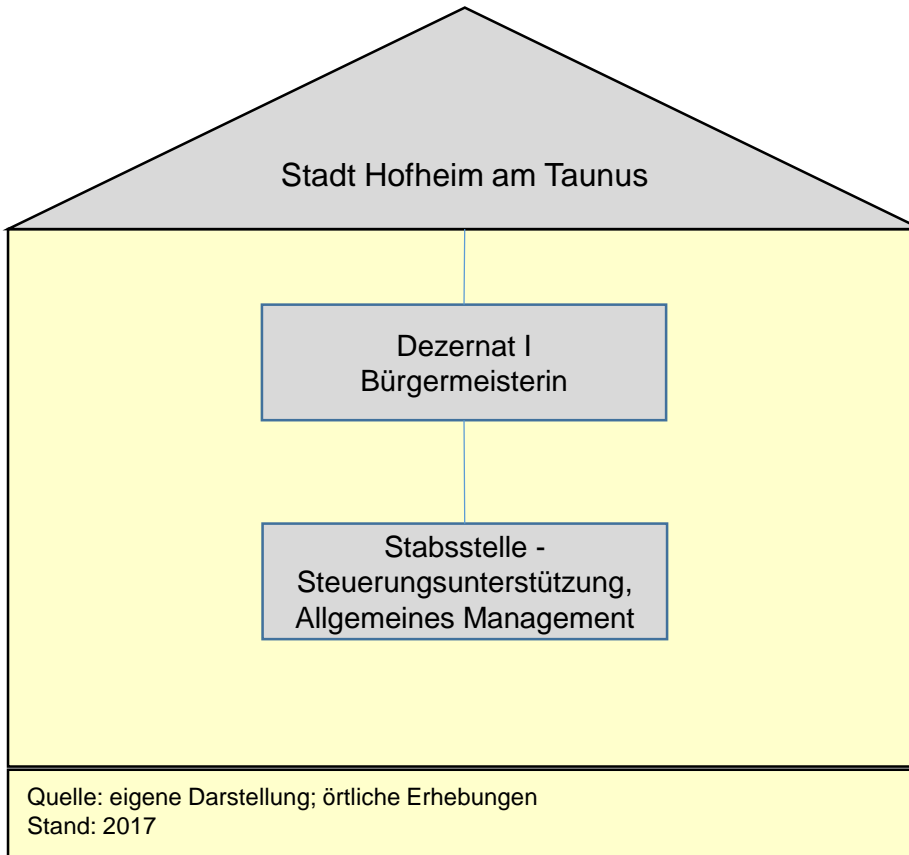 Stadt Hofheim am Taunus
Dezernat I
Bürgermeisterin
Stabsstelle -
Steuerungsunterstützung,
Allgemeines Management
Quelle: eigene Darstellung; örtliche Erhebungen
Stand: 2017